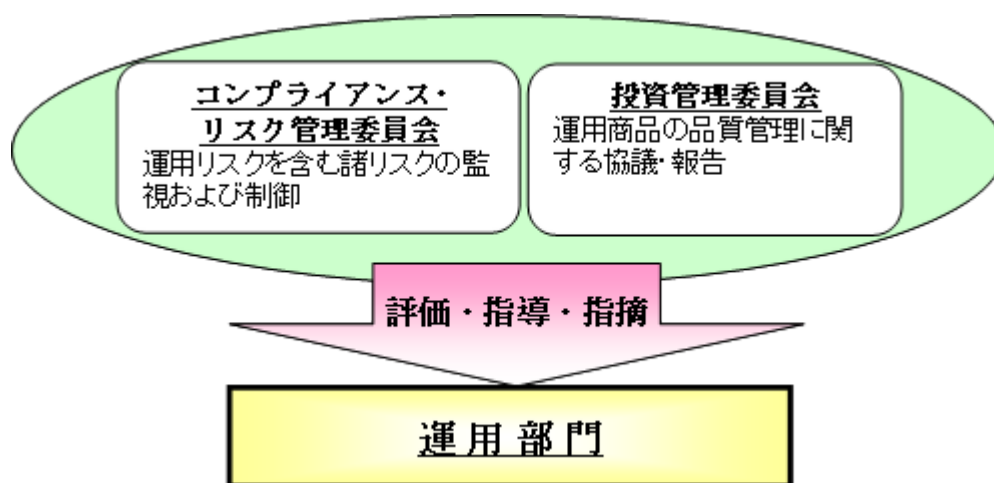 コンプライアンス・
リスク管理委員会
運用リスクを含む諸リスクの監
視および制御
投資管理委員会
運用商品の品質管理に関
する協議・報告
評価・指導・指摘
運用部門